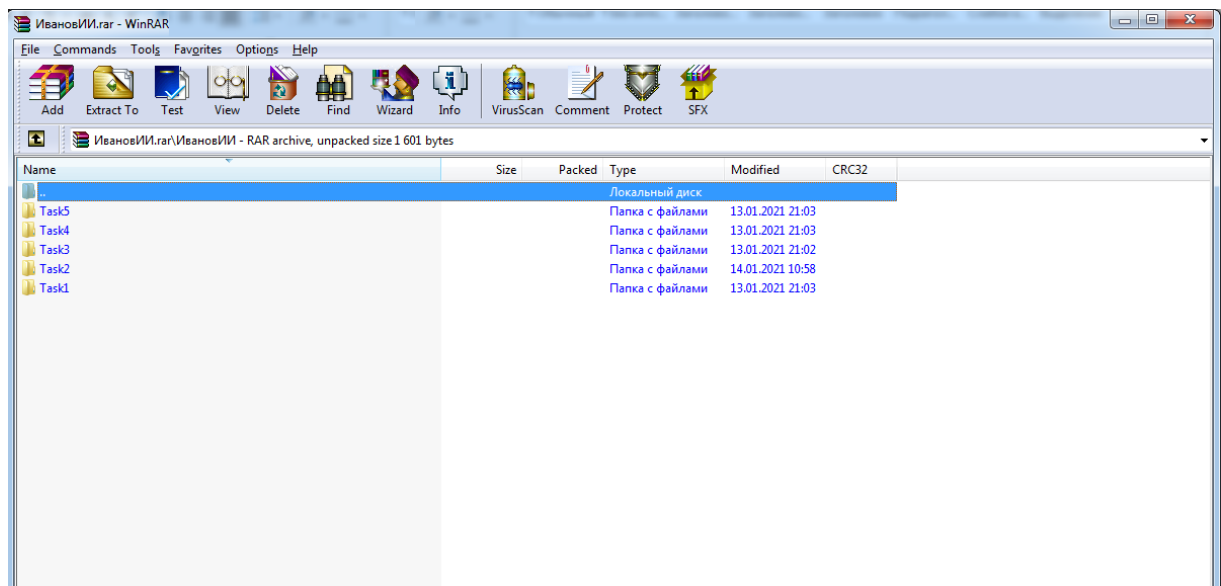 ИвановИИ.rar - WinRAR
File Commands Tools Favorites Options Help
Add Extract To Test View Delete Find Wizard Info VirusScan Comment Protect SFX
ИвановИИ.rar\ИвановИИ - RAR archive, unpacked size 1 601 bytes
Name Size Packed Type Modified CRC32
.. Локальный диск
Task5 Папка с файлами 13.01.2021 21:03
Task4 Папка с файлами 13.01.2021 21:03
Task3 Папка с файлами 13.01.2021 21:02
Task2 Папка с файлами 14.01.2021 10:58
Task1 Папка с файлами 13.01.2021 21:03